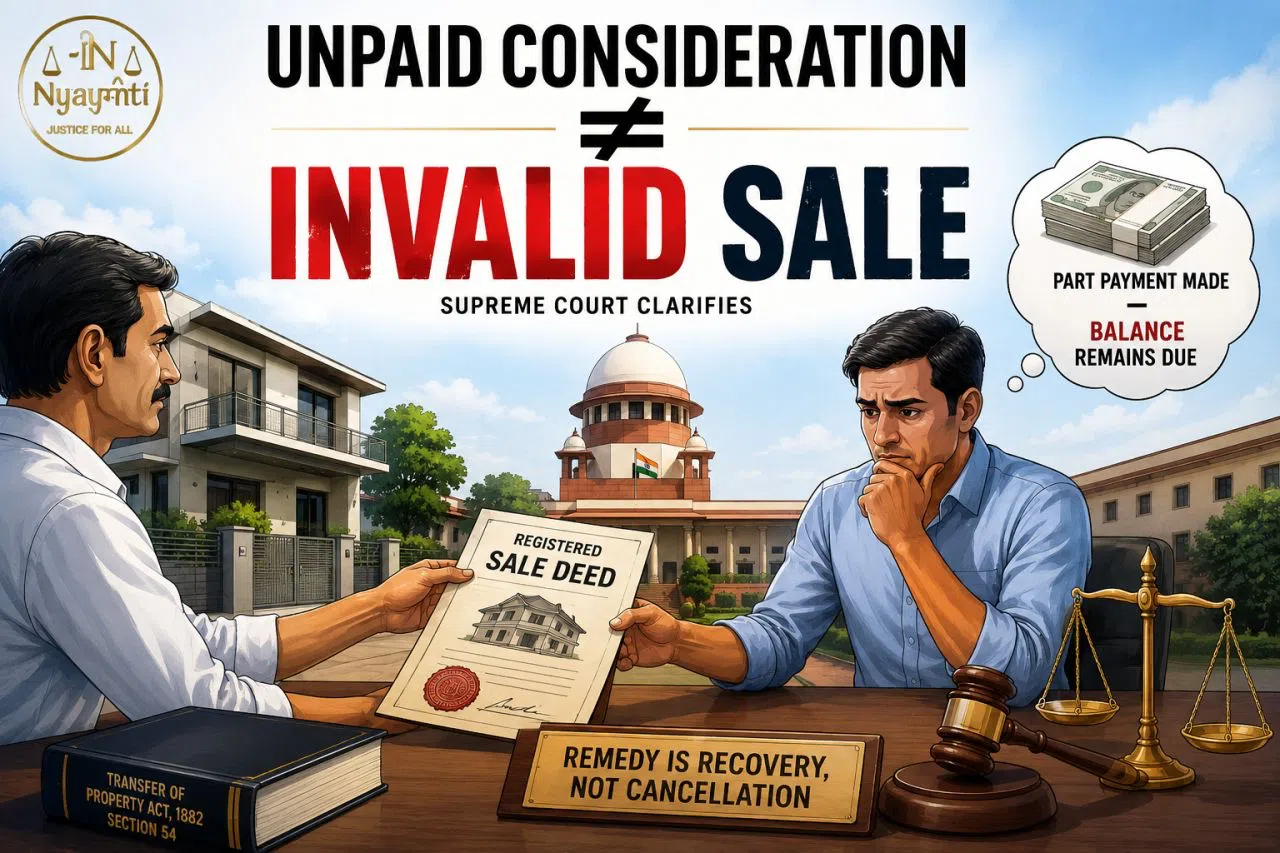 JUSTICE FOR ALL
UNPAID CONSIDERATION
≠
INVALID SALE
SUPREME COURT CLARIFIES
PART PAYMENT MADE
—
BALANCE
REMAINS DUE
REGISTERED
SALE DEED
TRANSFER OF
PROPERTY ACT, 1882
SECTION 54
REMEDY IS RECOVERY,
NOT CANCELLATION